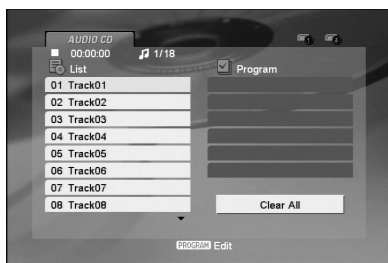 AUDIO CD
00:00:00 1/18
List
Program
01 Track01
02 Track02
03 Track03
04 Track04
05 Track05
06 Track06
07 Track07
08 Track08
Clear All
PROGRAM Edit